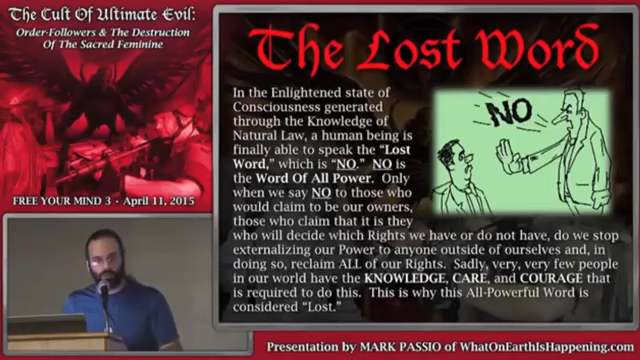 The Cult Of Ultimate Evil:
Order-Followers & The Destruction
Of The Sacred Feminine
FREE YOUR MIND 3 • April 11, 2015
The Lost Word
In the Enlightened state of
Consciousness generated
through the Knowledge of
Natural Law, a human being is
finally able to speak the “Lost
Word,” which is “NO.” NO is
the Word Of All Power. Only
when we say NO to those who
would claim to be our owners,
those who claim that it is they
who will decide which Rights we have or do not have, do we stop
externalizing our Power to anyone outside of ourselves and, in
doing so, reclaim ALL of our Rights. Sadly, very, very few people
in our world have the KNOWLEDGE, CARE, and COURAGE that
is required to do this. This is why this All-Powerful Word is
considered “Lost.”
NO
Presentation by MARK PASSIO of WhatOnEarthIsHappening.com